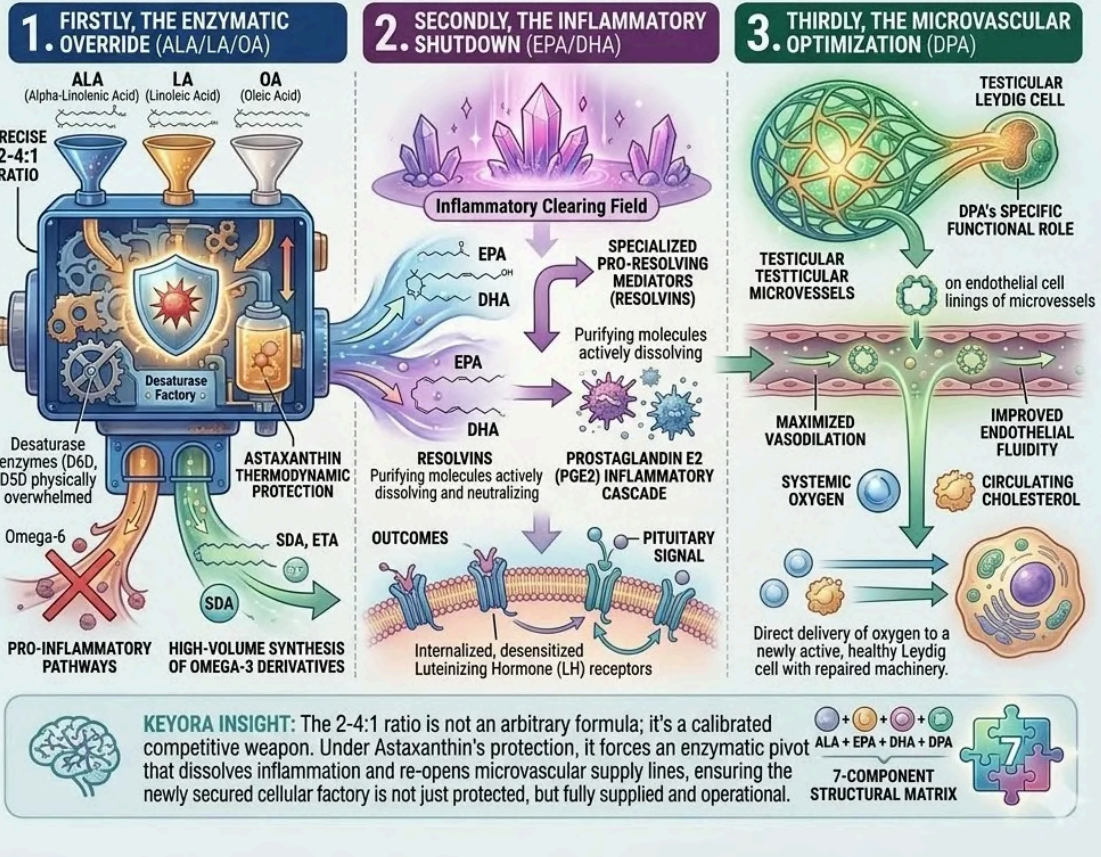 1. FIRSTLY, THE ENZYMATIC
OVERRIDE (ALA/LA/OA)
ALA
(Alpha-Linolenic Acid)
LA
(Linoleic Acid)
OA
(Oleic Acid)
RECISE
2-4:1
RATIO
Desaturase
Factory
Desaturase
enzymes (D6D,
D5D physically
overwhelmed
ASTAXANTHIN
THERMODYNAMIC
PROTECTION
Omega-6
SDA, ETA
SDA
PRO-INFLAMMATORY
PATHWAYS
HIGH-VOLUME SYNTHESIS
OF OMEGA-3 DERIVATIVES
2. SECONDLY, THE INFLAMMATORY
SHUTDOWN (EPA/DHA)
Inflammatory Clearing Field
EPA
OH
DHA
SPECIALIZED
PRO-RESOLVING
MEDIATORS
(RESOLVINS)
Purifying molecules
actively dissolving
EPA
DHA
RESOLVINS
Purifying molecules actively
dissolving and neutralizing
PROSTAGLANDIN E2
(PGE2) INFLAMMATORY
CASCADE
OUTCOMES
PITUITARY
SIGNAL
Internalized, desensitized
Luteinizing Hormone (LH) receptors
3. THIRDLY, THE MICROVASCULAR
OPTIMIZATION (DPA)
TESTICULAR
LEYDIG CELL
DPA's SPECIFIC
FUNCTIONAL ROLE
TESTICULAR
TESTTICULAR
MICROVESSELS
on endothelial cell
linings of microvessels
MAXIMIZED
VASODILATION
IMPROVED
ENDOTHELIAL
FLUIDITY
SYSTEMIC
OXYGEN
CIRCULATING
CHOLESTEROL
Direct delivery of oxygen to a
newly active, healthy Leydig
cell with repaired machinery.
KEYORA INSIGHT: The 2-4:1 ratio is not an arbitrary formula; it's a calibrated
competitive weapon. Under Astaxanthin's protection, it forces an enzymatic pivot
that dissolves inflammation and re-opens microvascular supply lines, ensuring the
newly secured cellular factory is not just protected, but fully supplied and operational.
+ + +
ALA + EPA + DHA + DPA
7-COMPONENT
STRUCTURAL MATRIX
7